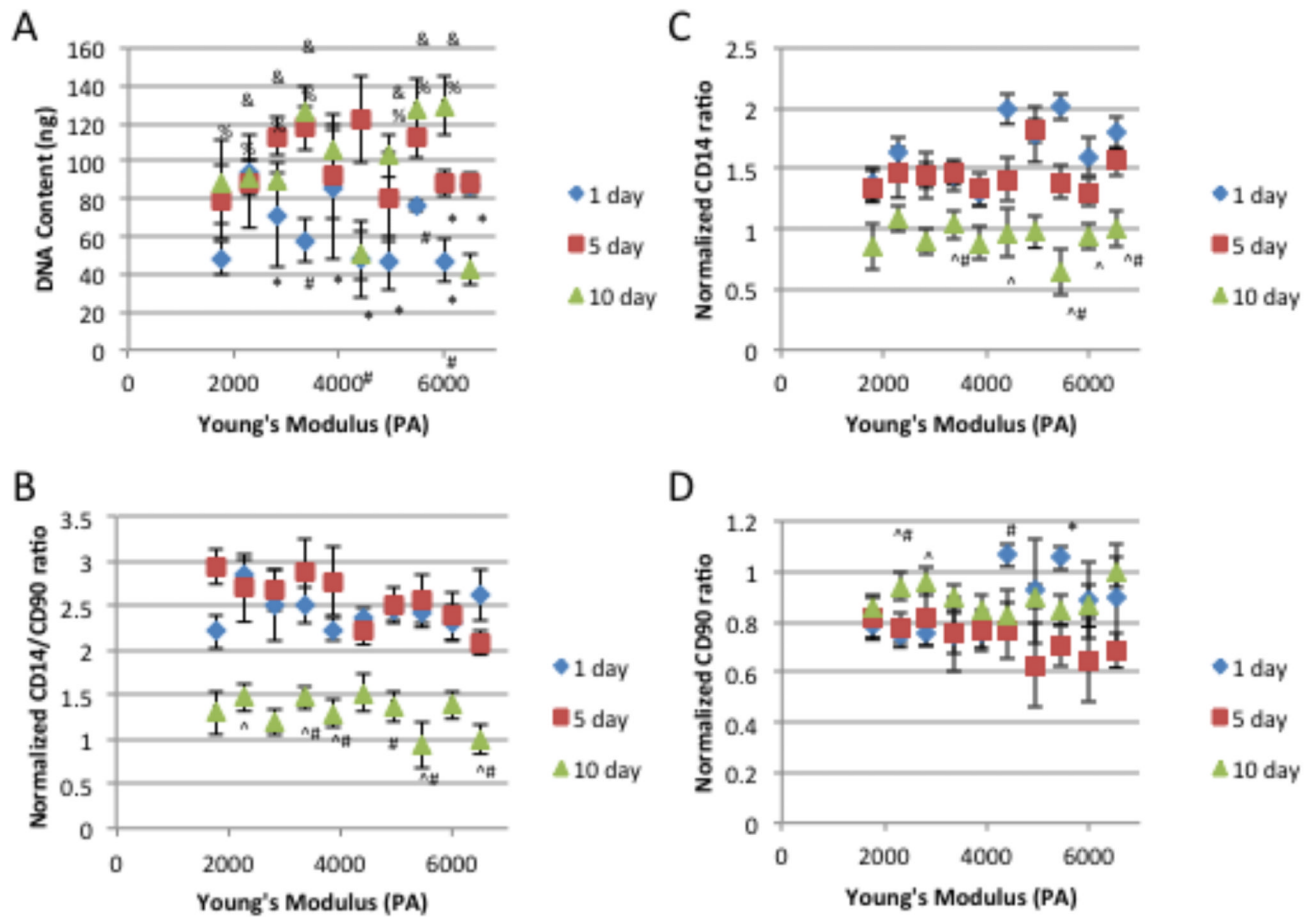 A
DNA Content (ng)
160
140
120
100
80
60
40
20
0
& & & & & &
% % % % % % %
* # * * # * # * * * #
0 2000 4000 6000
Young's Modulus (PA)
1 day
5 day
10 day
C
Normalized CD14 ratio
2.5
2
1.5
1
0.5
0
^# ^ ^# ^ ^#
0 2000 4000 6000
Young's Modulus (PA)
1 day
5 day
10 day
B
Normalized CD14/CD90 ratio
3.5
3
2.5
2
1.5
1
0.5
0
^ ^# ^# # ^# ^#
0 2000 4000 6000
Young's Modulus (PA)
1 day
5 day
10 day
D
Normalized CD90 ratio
1.2
1
0.8
0.6
0.4
0.2
0
^# ^ # *
0 2000 4000 6000
Young's Modulus (PA)
1 day
5 day
10 day